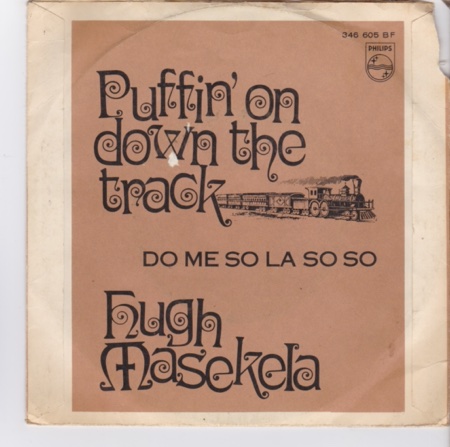 346 605 BF
PHILIPS
Puffin' on
down the
track
DO ME SO LA SO SO
hugh
Masekela